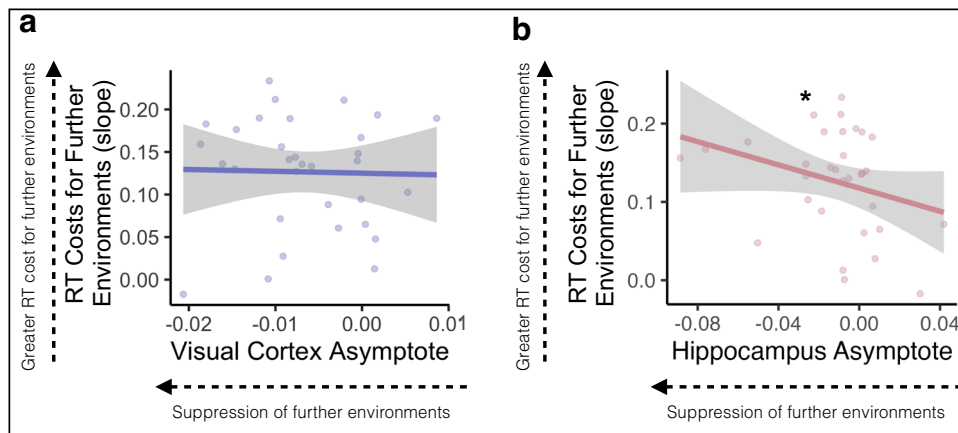 a
Greater RT cost for further environments
RT Costs for Further
Environments (slope)
0.20
0.15
0.10
0.05
0.00
-0.02
-0.01
0.00
0.01
Visual Cortex Asymptote
Suppression of further environments
b
Greater RT cost for further environments
RT Costs for Further
Environments (slope)
0.2
0.1
0.0
*
-0.08
-0.04
0.00
0.04
Hippocampus Asymptote
Suppression of further environments